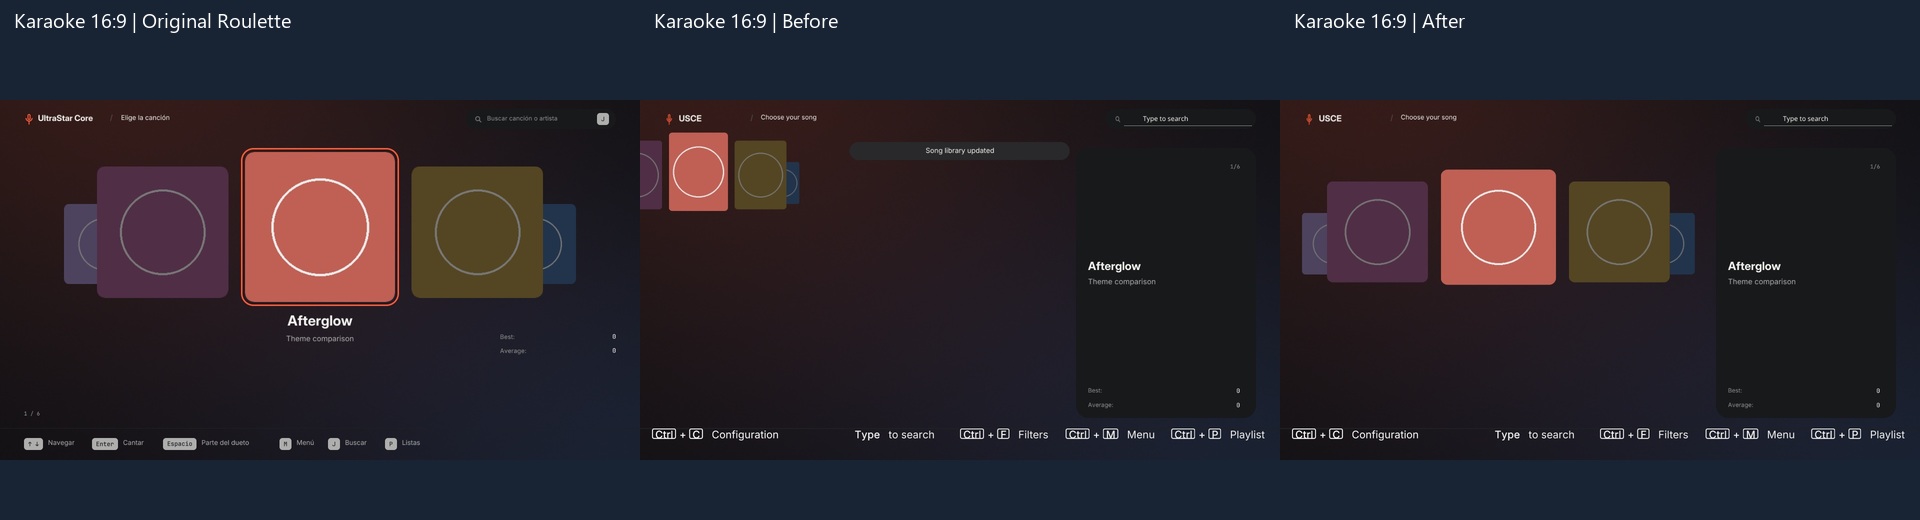 Karaoke 16:9 | Original Roulette
UltraStar Core / Elige la canción
Buscar canción o artista J
Afterglow
Theme comparison
Best: 0
Average: 0
1 / 6
↑ ↓ Navegar Enter Cantar Espacio Parte del dueto M Menú J Buscar P Listas
Karaoke 16:9 | Before
USCE / Choose your song
Type to search
Song library updated
1/6
Afterglow
Theme comparison
Best: 0
Average: 0
Ctrl + C Configuration Type to search Ctrl + F Filters Ctrl + M Menu Ctrl + P Playlist
Karaoke 16:9 | After
USCE / Choose your song
Type to search
1/6
Afterglow
Theme comparison
Best: 0
Average: 0
Ctrl + C Configuration Type to search Ctrl + F Filters Ctrl + M Menu Ctrl + P Playlist